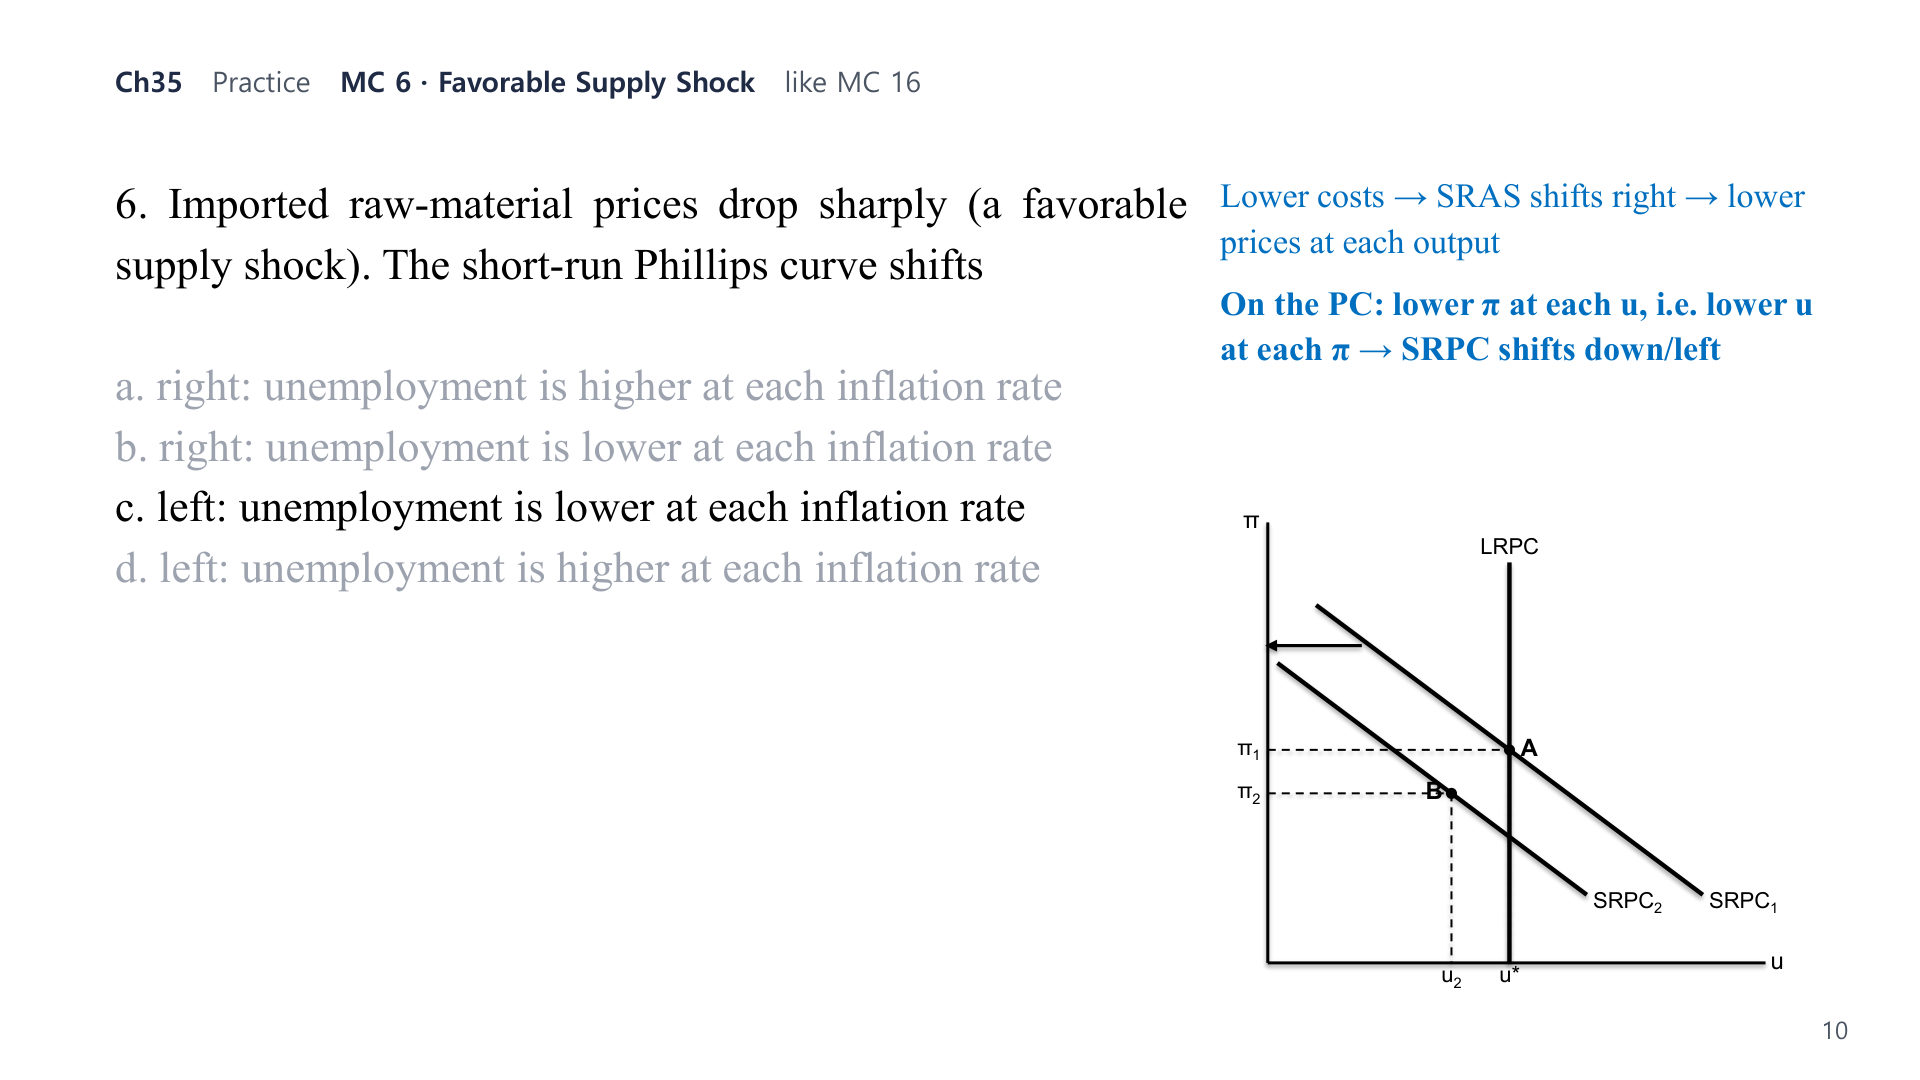 Ch35 Practice MC 6 · Favorable Supply Shock like MC 16
6. Imported raw-material prices drop sharply (a favorable
supply shock). The short-run Phillips curve shifts
a. right: unemployment is higher at each inflation rate
b. right: unemployment is lower at each inflation rate
c. left: unemployment is lower at each inflation rate
d. left: unemployment is higher at each inflation rate
Lower costs → SRAS shifts right → lower
prices at each output
On the PC: lower π at each u, i.e. lower u
at each π → SRPC shifts down/left
π
LRPC
π₁
A
π₂
B
SRPC₂
SRPC₁
u
u₂
u*
10